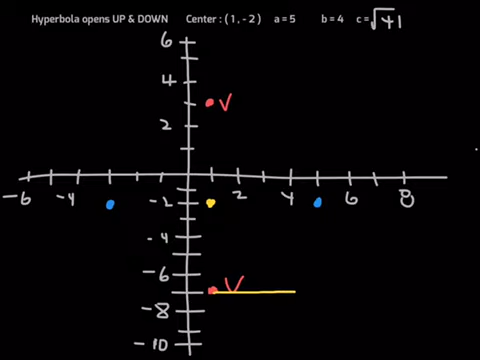 Hyperbola opens UP & DOWN Center : (1, -2) a = 5 b = 4 c = √41
6
4
V
2
-6 -4 -2 2 4 6 8
-4
-6
V
-8
-10